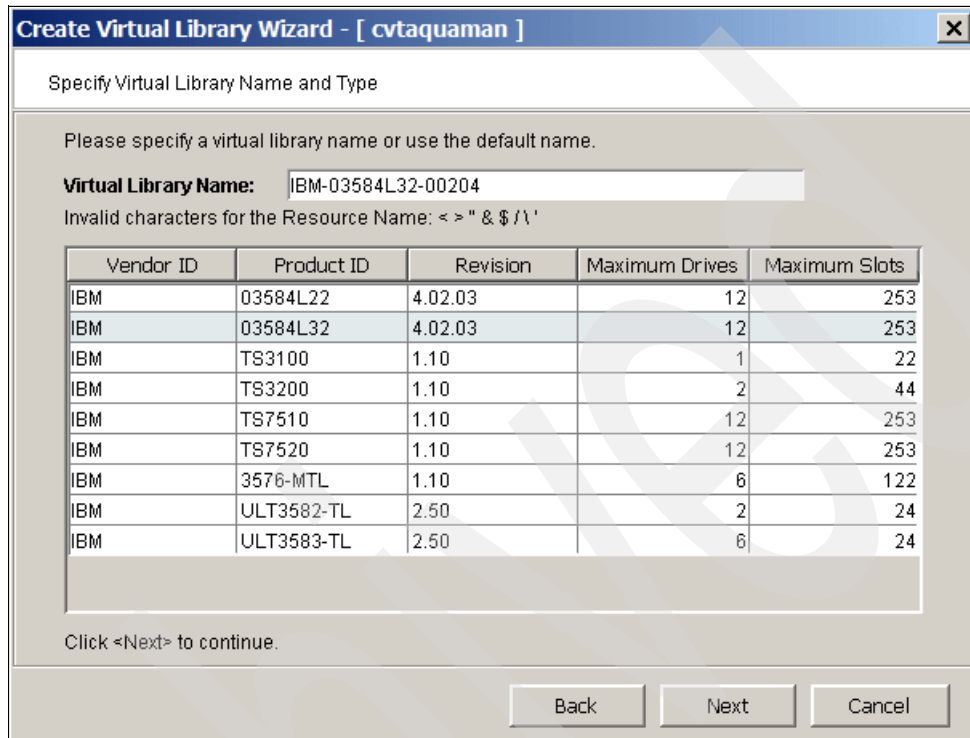 Create Virtual Library Wizard - [ cvtaquaman ]
Specify Virtual Library Name and Type
Please specify a virtual library name or use the default name.
Virtual Library Name: IBM-03584L32-00204
Invalid characters for the Resource Name: < > " & $ / \ '
Vendor ID Product ID Revision Maximum Drives Maximum Slots
IBM 03584L22 4.02.03 12 253
IBM 03584L32 4.02.03 12 253
IBM TS3100 1.10 1 22
IBM TS3200 1.10 2 44
IBM TS7510 1.10 12 253
IBM TS7520 1.10 12 253
IBM 3576-MTL 1.10 6 122
IBM ULT3582-TL 2.50 2 24
IBM ULT3583-TL 2.50 6 24
Click <Next> to continue.
Back Next Cancel